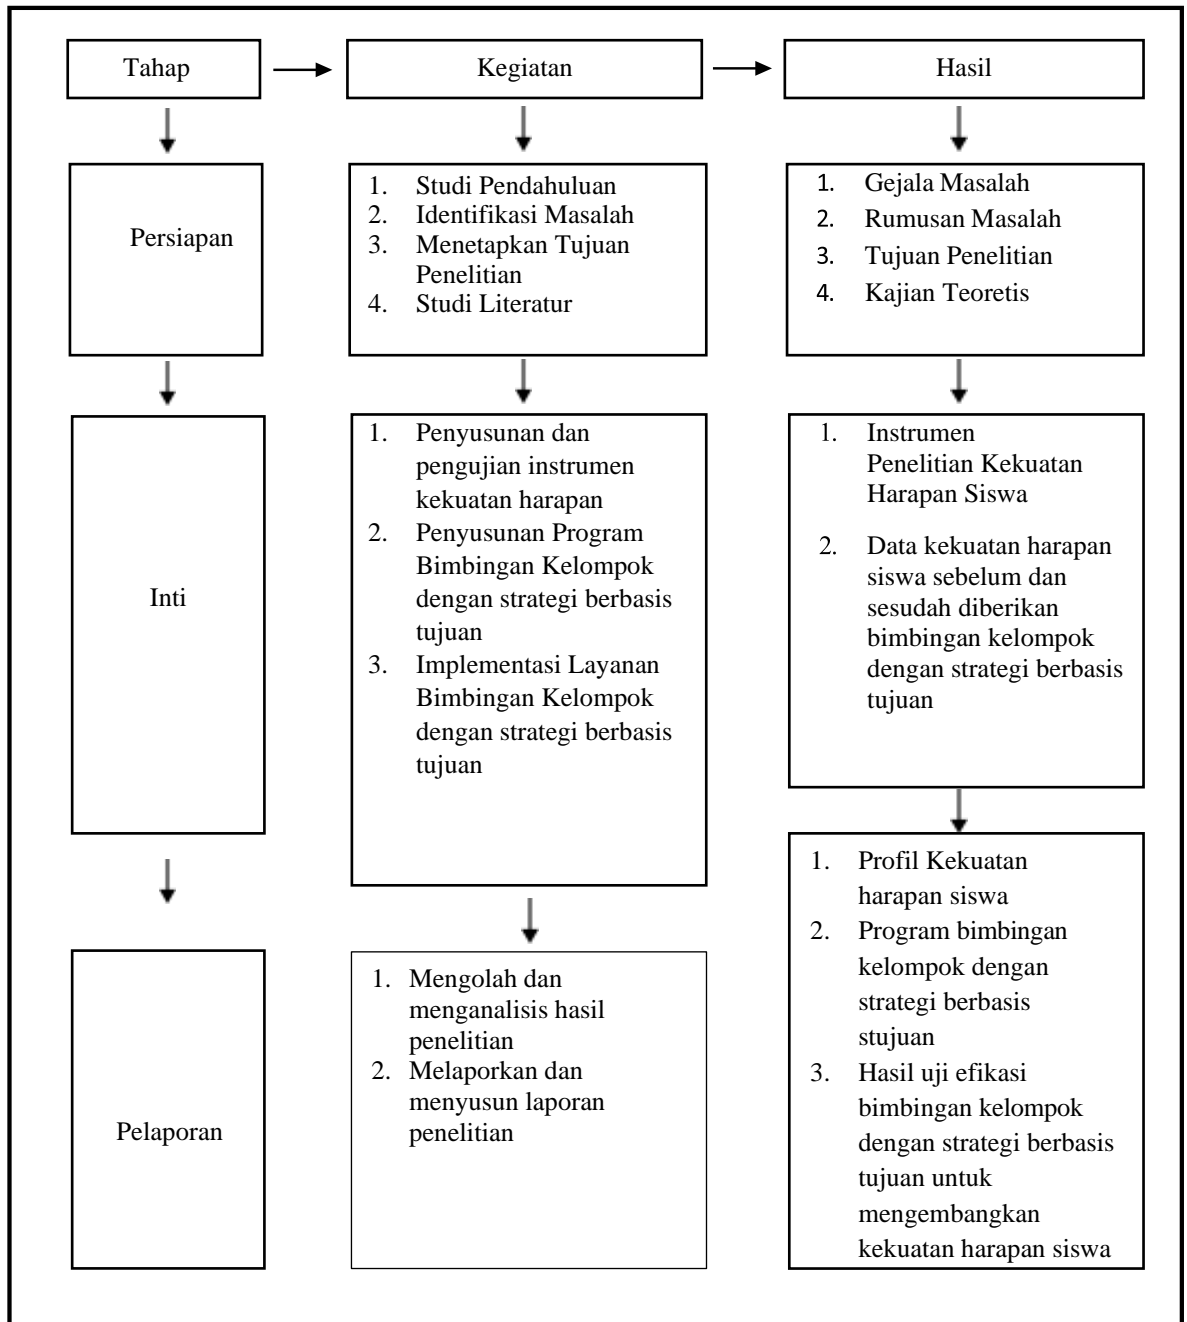 Tahap
Kegiatan
Hasil
Persiapan
1. Studi Pendahuluan
2. Identifikasi Masalah
3. Menetapkan Tujuan
Penelitian
4. Studi Literatur
1. Gejala Masalah
2. Rumusan Masalah
3. Tujuan Penelitian
4. Kajian Teoretis
Inti
1. Penyusunan dan
pengujian instrumen
kekuatan harapan
2. Penyusunan Program
Bimbingan Kelompok
dengan strategi berbasis
tujuan
3. Implementasi Layanan
Bimbingan Kelompok
dengan strategi berbasis
tujuan
1. Instrumen
Penelitian Kekuatan
Harapan Siswa
2. Data kekuatan harapan
siswa sebelum dan
sesudah diberikan
bimbingan kelompok
dengan strategi berbasis
tujuan
Pelaporan
1. Mengolah dan
menganalisis hasil
penelitian
2. Melaporkan dan
menyusun laporan
penelitian
1. Profil Kekuatan
harapan siswa
2. Program bimbingan
kelompok dengan
strategi berbasis
stujuan
3. Hasil uji efikasi
bimbingan kelompok
dengan strategi berbasis
tujuan untuk
mengembangkan
kekuatan harapan siswa